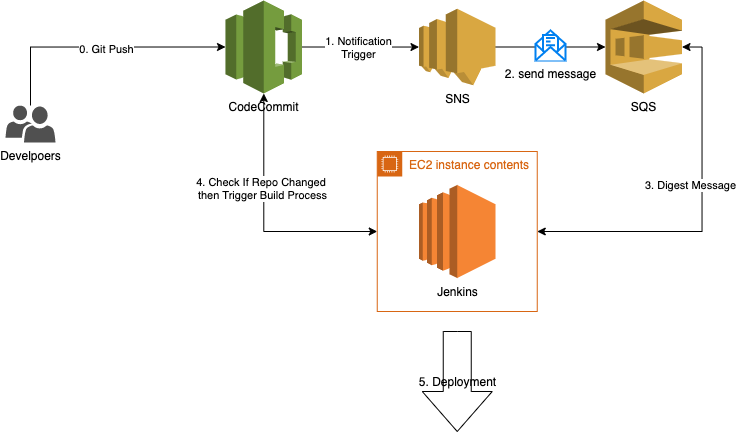 0. Git Push
1. Notification
Trigger
2. send message
CodeCommit
SNS
SQS
Develpoers
EC2 instance contents
4. Check If Repo Changed
then Trigger Build Process
3. Digest Message
Jenkins
5. Deployment